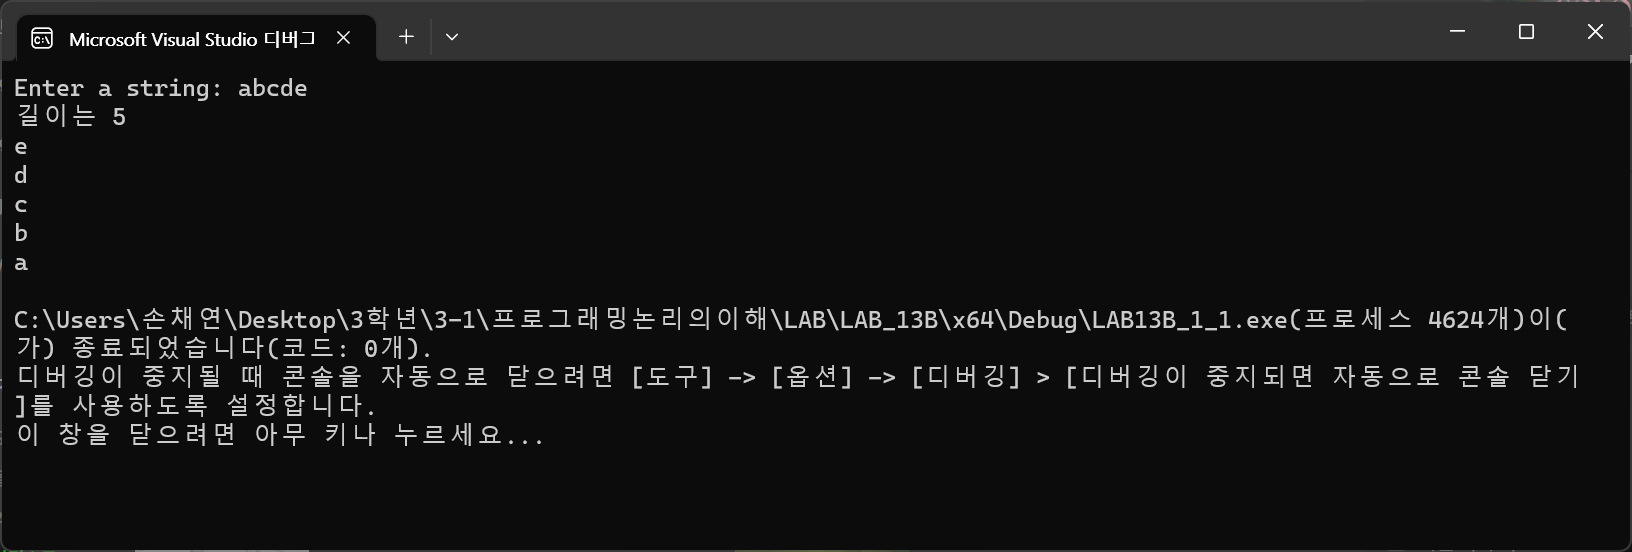 Microsoft Visual Studio 디버그
Enter a string: abcde
길이는 5
e
d
c
b
a
C:\Users\손채연\Desktop\3학년\3-1\프로그래밍논리의이해\LAB\LAB_13B\x64\Debug\LAB13B_1_1.exe(프로세스 4624개)이(
가) 종료되었습니다(코드: 0개).
디버깅이 중지될 때 콘솔을 자동으로 닫으려면 [도구] -> [옵션] -> [디버깅] > [디버깅이 중지되면 자동으로 콘솔 닫기
]를 사용하도록 설정합니다.
이 창을 닫으려면 아무 키나 누르세요...